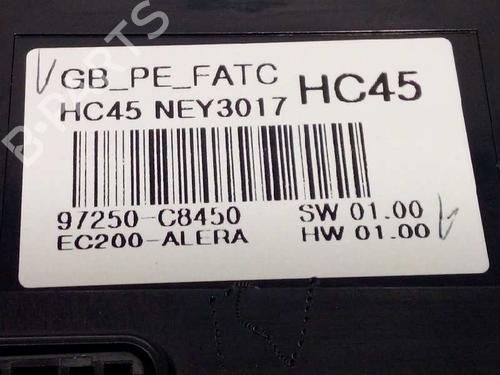 GB_PE_FATC
HC45 NEY3017 HC45
97250-C8450 SW 01.00
EC200-ALERA HW 01.00
B-PARTS